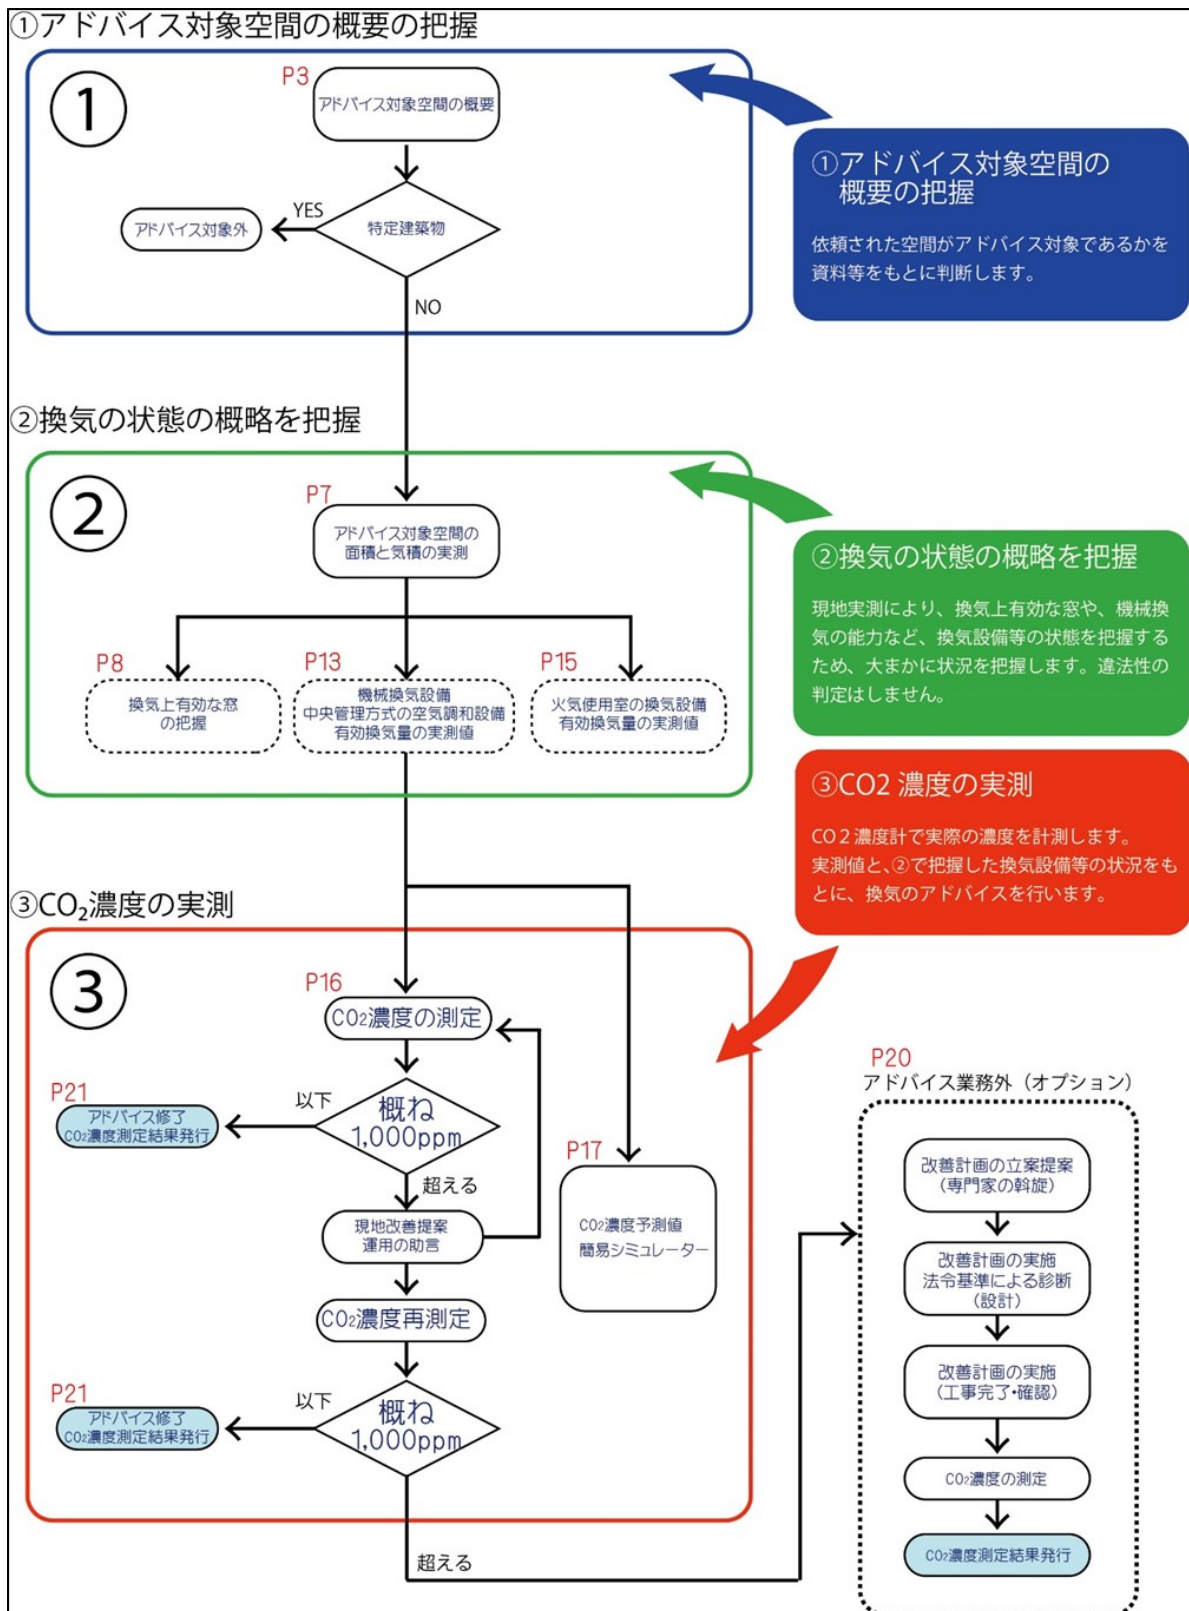 ①アドバイス対象空間の概要の把握
①
P3
アドバイス対象空間の概要
特定建築物
YES
アドバイス対象外
NO
①アドバイス対象空間の
概要の把握
依頼された空間がアドバイス対象であるかを
資料等をもとに判断します。
②換気の状態の概略を把握
②
P7
アドバイス対象空間の
面積と気積の実測
P8
換気上有効な窓
の把握
P13
機械換気設備
中央管理方式の空気調和設備
有効換気量の実測値
P15
火気使用室の換気設備
有効換気量の実測値
②換気の状態の概略を把握
現地実測により、換気上有効な窓や、機械換
気の能力など、換気設備等の状態を把握する
ため、大まかに状況を把握します。違法性の
判定はしません。
③CO2 濃度の実測
CO２濃度計で実際の濃度を計測します。
実測値と、②で把握した換気設備等の状況をも
とに、換気のアドバイスを行います。
③CO₂濃度の実測
③
P16
CO₂濃度の測定
概ね
1,000ppm
以下
P21
アドバイス修了
CO₂濃度測定結果発行
超える
現地改善提案
運用の助言
CO₂濃度再測定
概ね
1,000ppm
以下
P21
アドバイス修了
CO₂濃度測定結果発行
超える
P17
CO₂濃度予測値
簡易シミュレーター
P20
アドバイス業務外（オプション）
改善計画の立案提案
(専門家の斡旋)
改善計画の実施
法令基準による診断
(設計)
改善計画の実施
(工事完了・確認)
CO₂濃度の測定
CO₂濃度測定結果発行